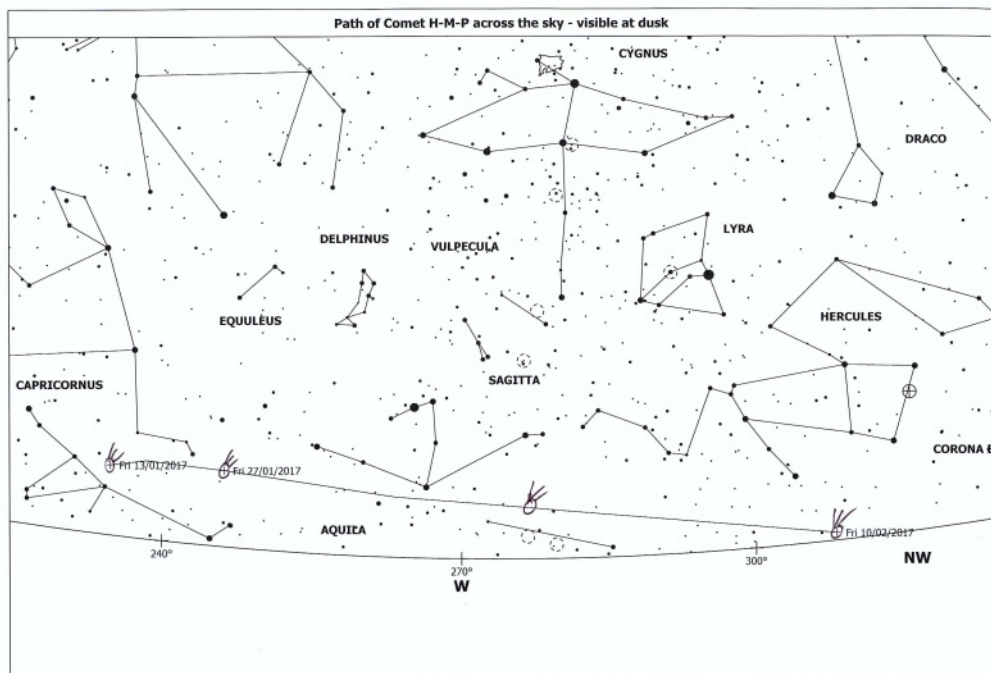 Path of Comet H-M-P across the sky - visible at dusk
CYGNUS
DRACO
LYRA
DELPHINUS
VULPECULA
EQUULEUS
HERCULES
CAPRICORNUS
SAGITTA
CORONA
Fri 13/01/2017
Fri 27/01/2017
AQUILA
Fri 10/02/2017
240°
270°
300°
W
NW